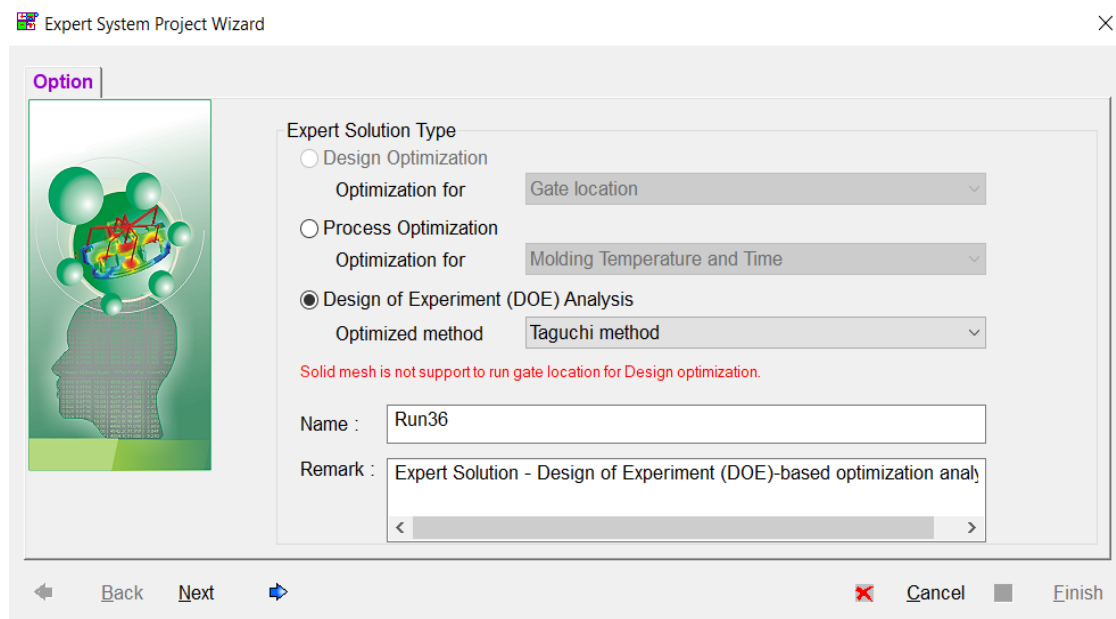 Expert System Project Wizard
Option
Expert Solution Type
Design Optimization
Optimization for Gate location
Process Optimization
Optimization for Molding Temperature and Time
Design of Experiment (DOE) Analysis
Optimized method Taguchi method
Solid mesh is not support to run gate location for Design optimization.
Name : Run36
Remark : Expert Solution - Design of Experiment (DOE)-based optimization analy
Back Next Cancel Finish